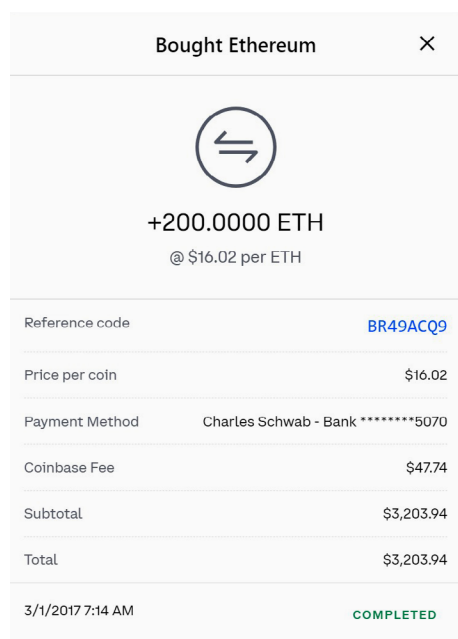 Bought Ethereum
+200.0000 ETH
@ $16.02 per ETH
Reference code BR49ACQ9
Price per coin $16.02
Payment Method Charles Schwab - Bank ********5070
Coinbase Fee $47.74
Subtotal $3,203.94
Total $3,203.94
3/1/2017 7:14 AM COMPLETED